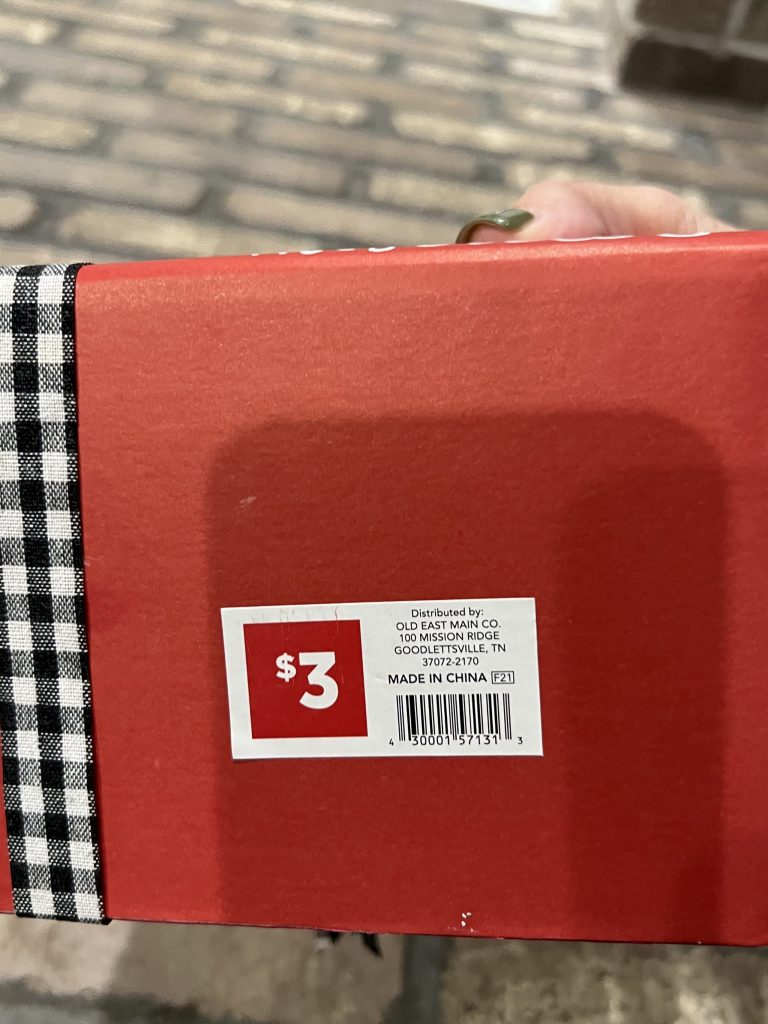 $3
Distributed by:
OLD EAST MAIN CO.
100 MISSION RIDGE
GOODLETTSVILLE, TN
37072-2170
MADE IN CHINA F21
4 30001 57131 3